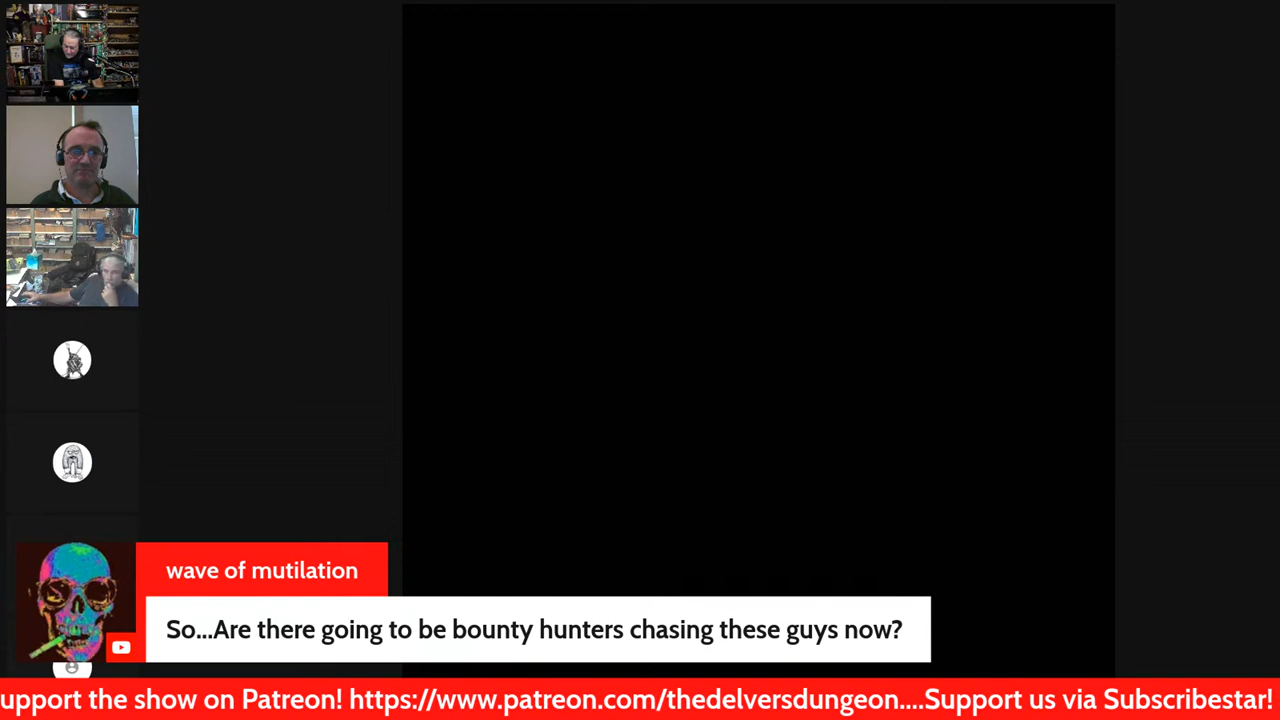 wave of mutilation
So...Are there going to be bounty hunters chasing these guys now?
upport the show on Patreon! https://www.patreon.com/thedelversdungeon....Support us via Subscribestar!